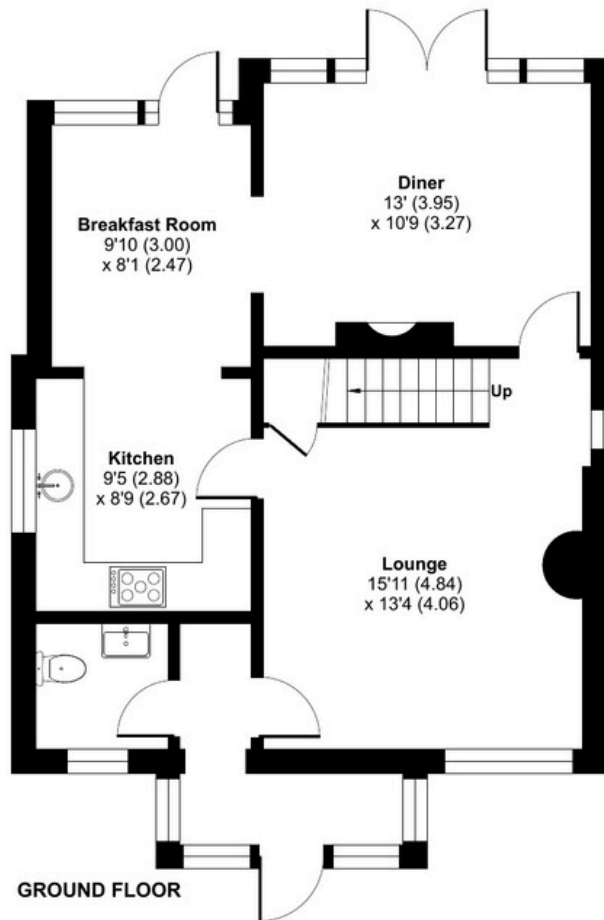 Diner
13' (3.95)
x 10'9 (3.27)
Breakfast Room
9'10 (3.00)
x 8'1 (2.47)
Up
Kitchen
9'5 (2.88)
x 8'9 (2.67)
Lounge
15'11 (4.84)
x 13'4 (4.06)
GROUND FLOOR